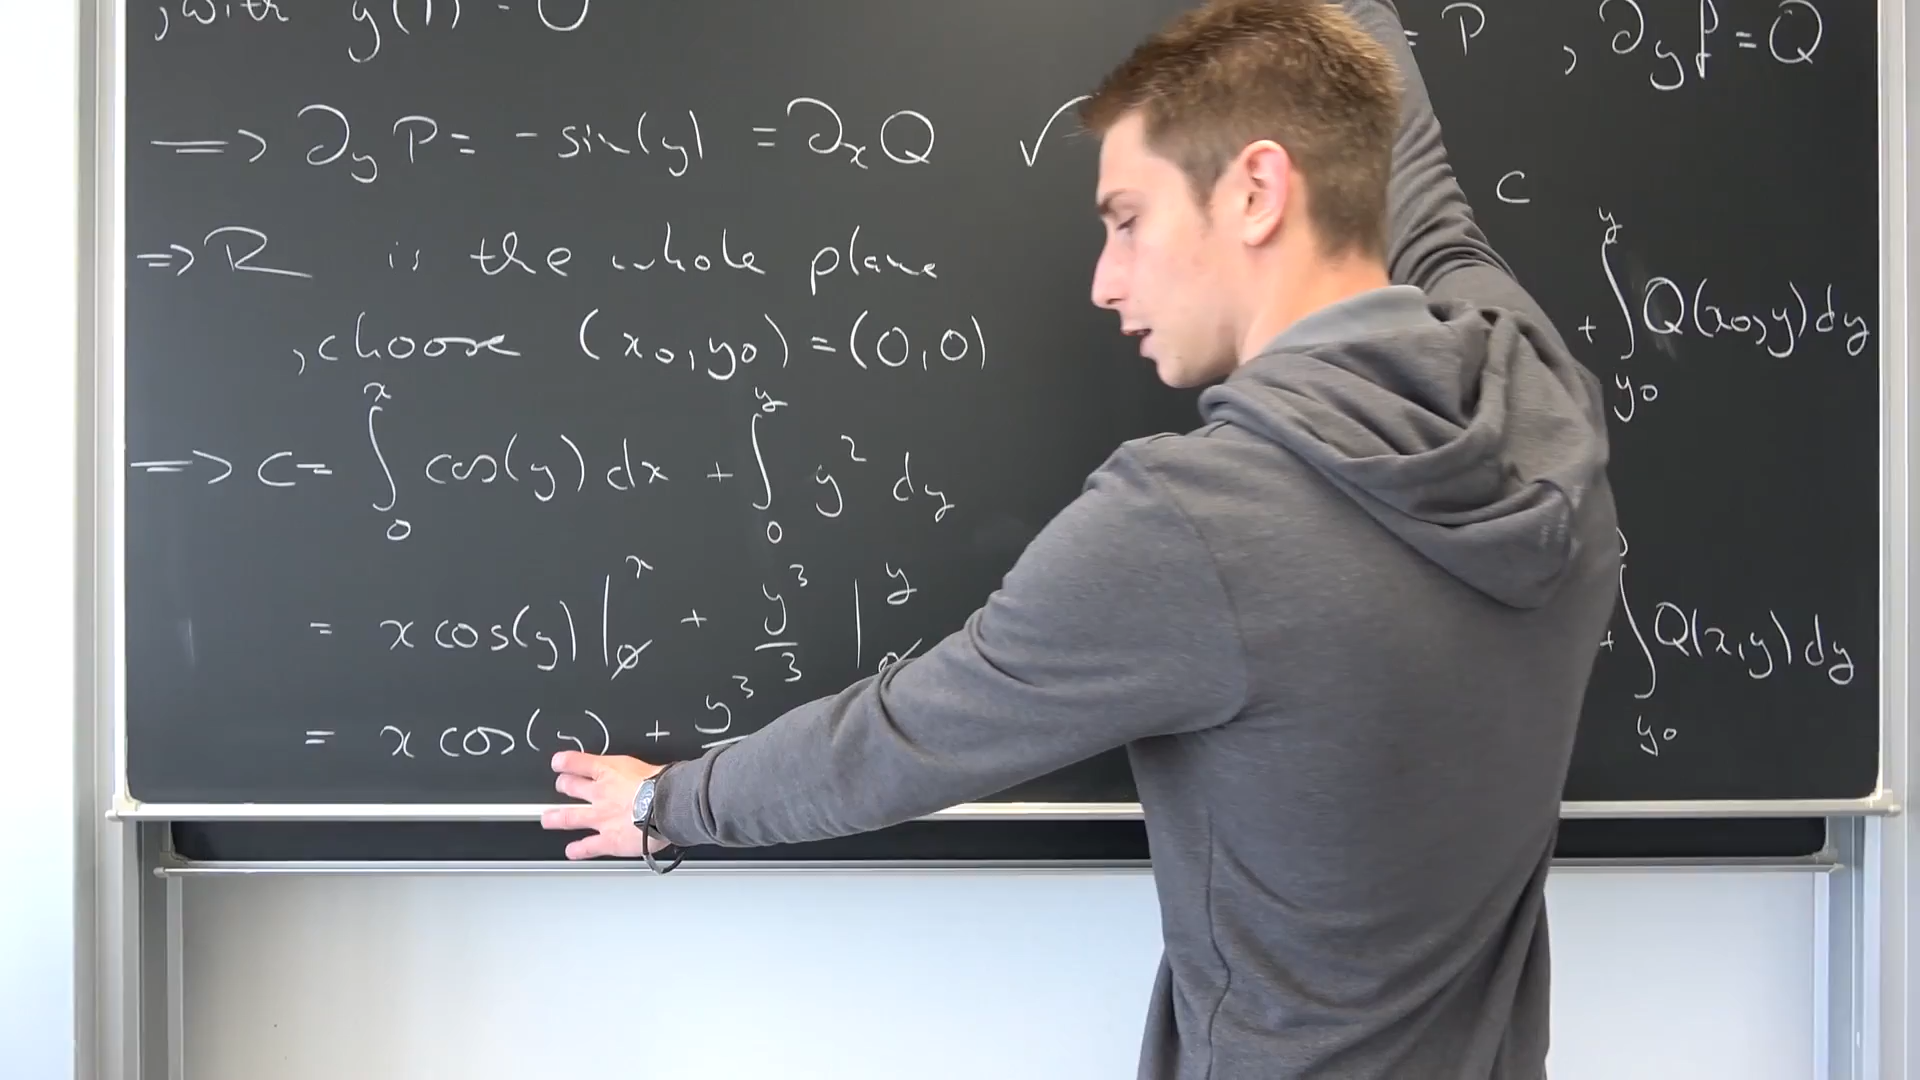 , with y(1) = 0
=> ∂y P = - sin(y) = ∂x Q ✓
=> R is the whole plane
, choose (x0, y0) = (0, 0)
=> c = ∫_0^x cos(y) dx + ∫_0^y y² dy
= x cos(y) |_0^x + y³/3 |_0^y
= x cos(y) + y³
= P , ∂y f = Q
c
+ ∫_{y0}^y Q(x0, y) dy
+ ∫_{y0} Q(x, y) dy